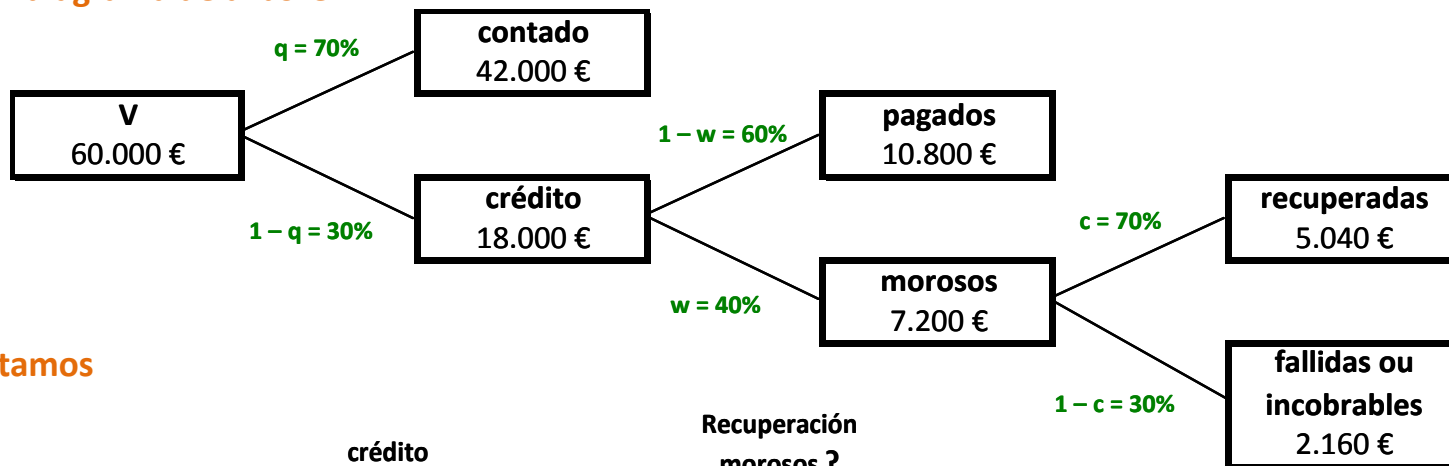 contado
42.000 €
q = 70%
V
60.000 €
1 – q = 30%
crédito
18.000 €
1 – w = 60%
pagados
10.800 €
w = 40%
morosos
7.200 €
c = 70%
recuperadas
5.040 €
1 – c = 30%
fallidas ou
incobrables
2.160 €
tamos
crédito
Recuperación
morosos ?